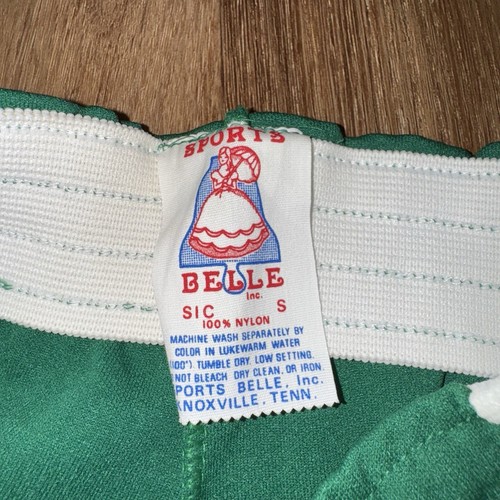 SPORTS
BELLE
Inc.
SIC S
100% NYLON
MACHINE WASH SEPARATELY BY
COLOR IN LUKEWARM WATER
100°). TUMBLE DRY, LOW SETTING.
NOT BLEACH DRY CLEAN, OR IRON.
PORTS BELLE, Inc.
KNOXVILLE, TENN.